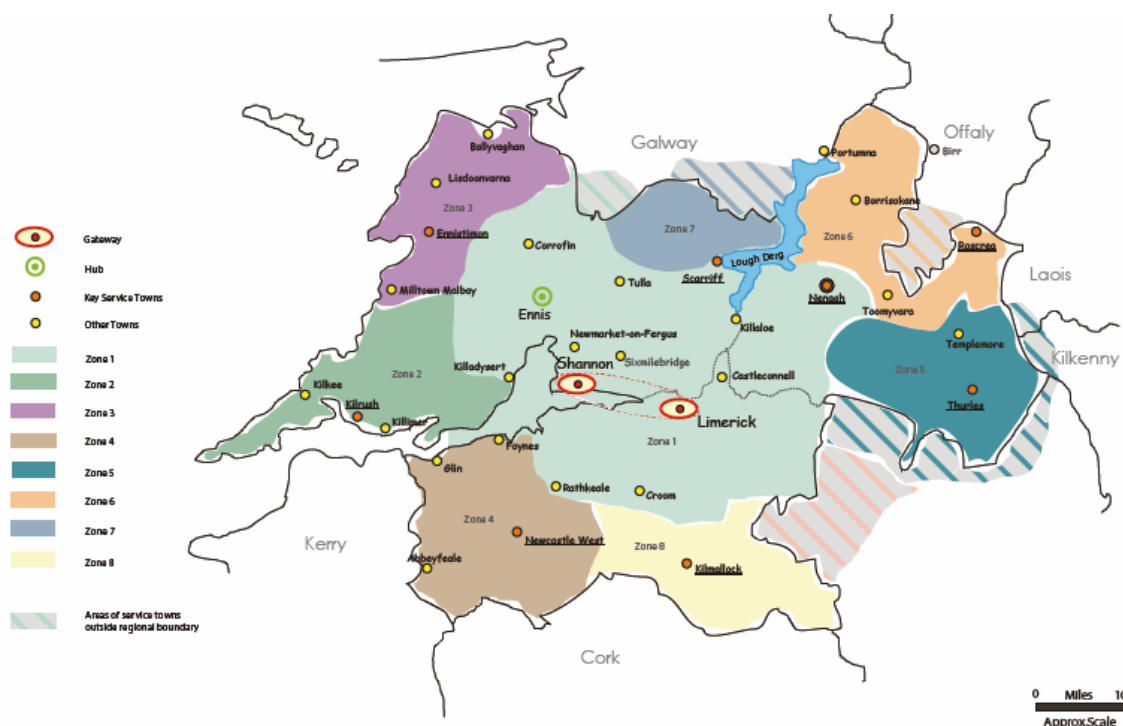 Gateway
Hub
Key Service Towns
Other Towns
Zone 1
Zone 2
Zone 3
Zone 4
Zone 5
Zone 6
Zone 7
Zone 8
Areas of service towns
outside regional boundary
Galway
Offaly
Birr
Portumna
Ballyvaghan
Lisdoonvarna
Borrisokane
Zone 3
Zone 7
Zone 6
Ennistimon
Roscrea
Corrofin
Lough Derg
Scarriff
Laois
Tulla
Milltown Malbay
Nenagh
Toomyvara
Ennis
Killaloe
Newmarket-on-Fergus
Templemore
Kilkenny
Shannon
Sixmilebridge
Zone 2
Killadysert
Castleconnell
Zone 5
Kilkee
Thurles
Kilrush
Killimer
Limerick
Foynes
Zone 1
Glin
Rathkeale
Croom
Zone 4
Kerry
Newcastle West
Zone 8
Abbeyfeale
Kilmallock
Cork
0 Miles 10
Approx.Scale